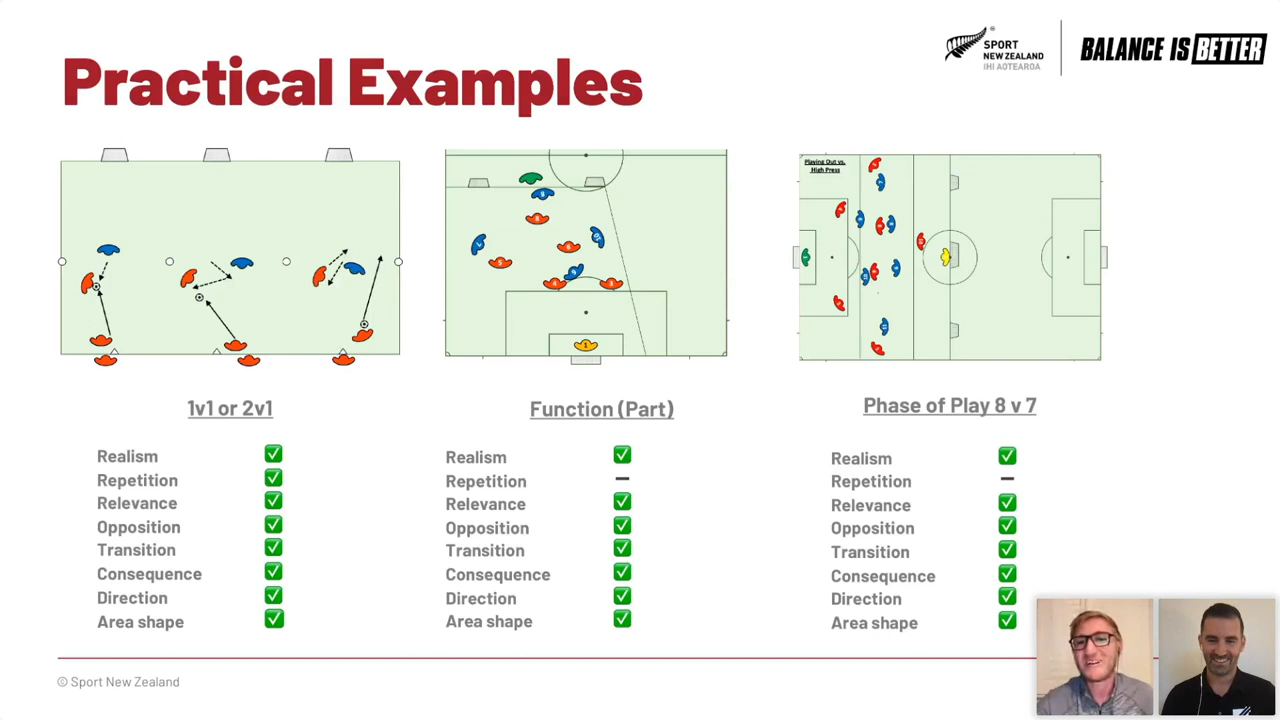 Practical Examples
SPORT
NEW ZEALAND
IHI AOTEAROA
BALANCE IS BETTER
Playing Out vs.
High Press
1v1 or 2v1
Realism ✅
Repetition ✅
Relevance ✅
Opposition ✅
Transition ✅
Consequence ✅
Direction ✅
Area shape ✅
Function (Part)
Realism ✅
Repetition –
Relevance ✅
Opposition ✅
Transition ✅
Consequence ✅
Direction ✅
Area shape ✅
Phase of Play 8 v 7
Realism ✅
Repetition –
Relevance ✅
Opposition ✅
Transition ✅
Consequence ✅
Direction ✅
Area shape ✅
© Sport New Zealand